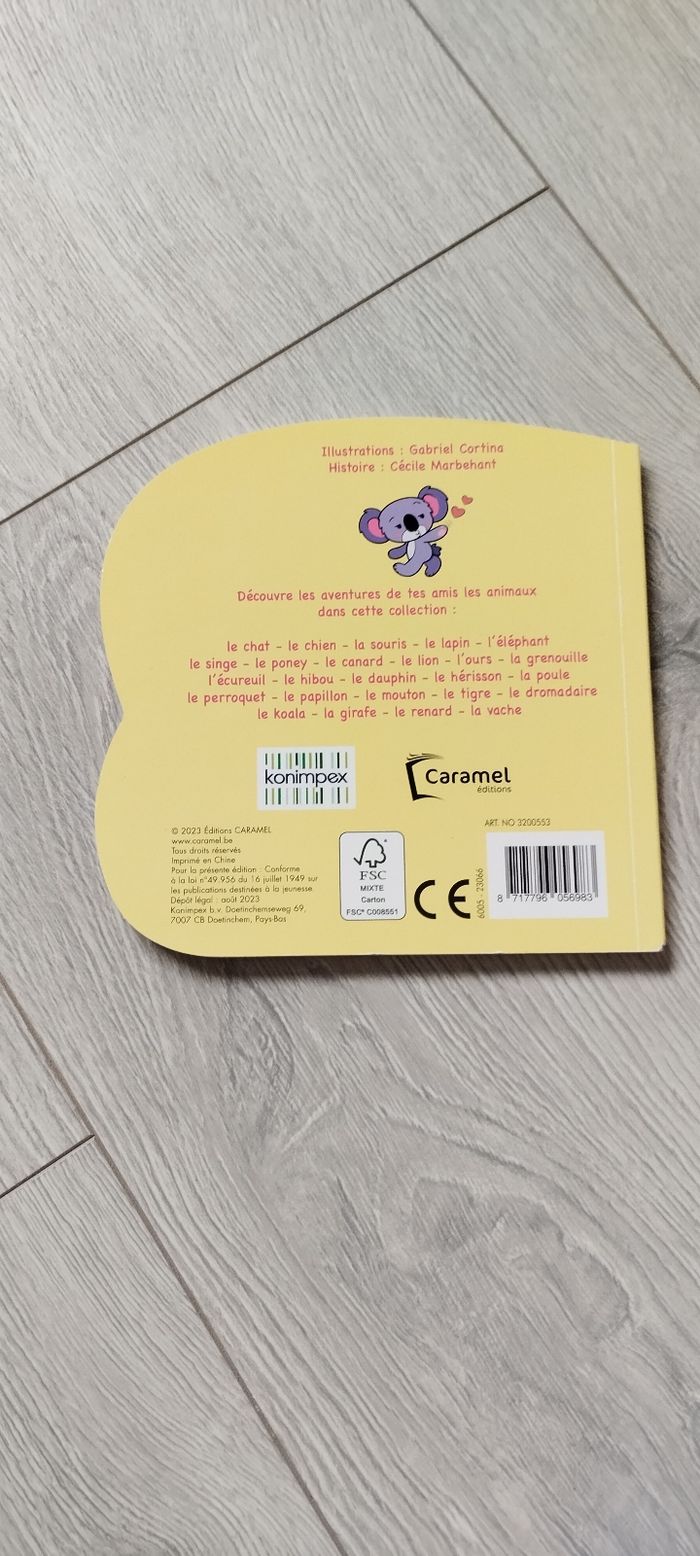 Illustrations : Gabriel Cortina
Histoire : Cécile Marbehant
Découvre les aventures de tes amis les animaux
dans cette collection :
le chat - le chien - la souris - le lapin - l'éléphant
le singe - le poney - le canard - le lion - l'ours - la grenouille
l'écureuil - le hibou - le dauphin - le hérisson - la poule
le perroquet - le papillon - le mouton - le tigre - le dromadaire
le koala - la girafe - le renard - la vache
konimpex
Caramel
éditions
© 2023 Éditions CARAMEL
www.caramel.be
Tous droits réservés
Imprimé en Chine
Pour la présente édition : Conforme
à la loi n°49.956 du 16 juillet 1949 sur
les publications destinées à la jeunesse.
Dépôt légal : août 2023
Konimpex b.v. Doetinchemseweg 69,
7007 CB Doetinchem, Pays-Bas
FSC
MIXTE
Carton
FSC® C008551
CE
6005 - 23066
ART. NO 3200553
8 717796 056983